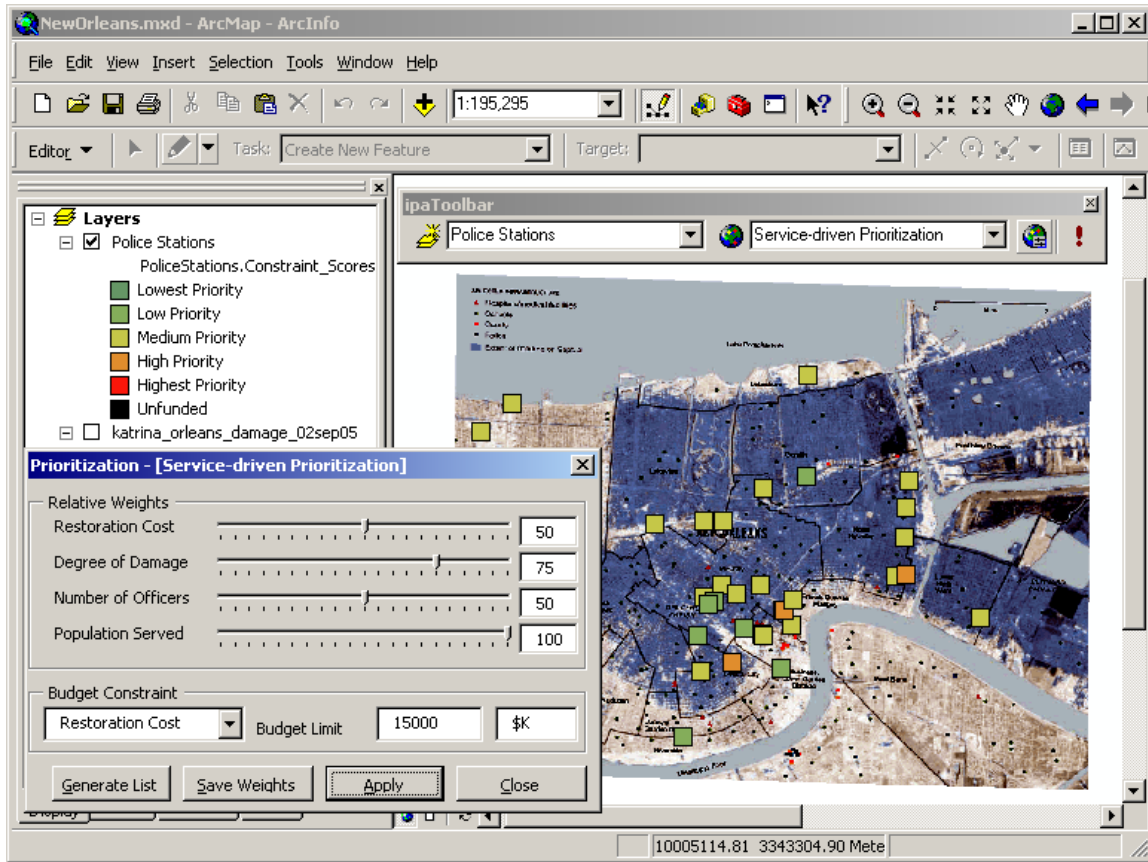 NewOrleans.mxd - ArcMap - ArcInfo
File Edit View Insert Selection Tools Window Help
1:195,295
Editor Task: Create New Feature Target:
Layers
Police Stations
PoliceStations.Constraint_Scores
Lowest Priority
Low Priority
Medium Priority
High Priority
Highest Priority
Unfunded
katrina_orleans_damage_02sep05
ipaToolbar
Police Stations Service-driven Prioritization
Prioritization - [Service-driven Prioritization]
Relative Weights
Restoration Cost 50
Degree of Damage 75
Number of Officers 50
Population Served 100
Budget Constraint
Restoration Cost Budget Limit 15000 $K
Generate List Save Weights Apply Close
Display
10005114.81 3343304.90 Mete